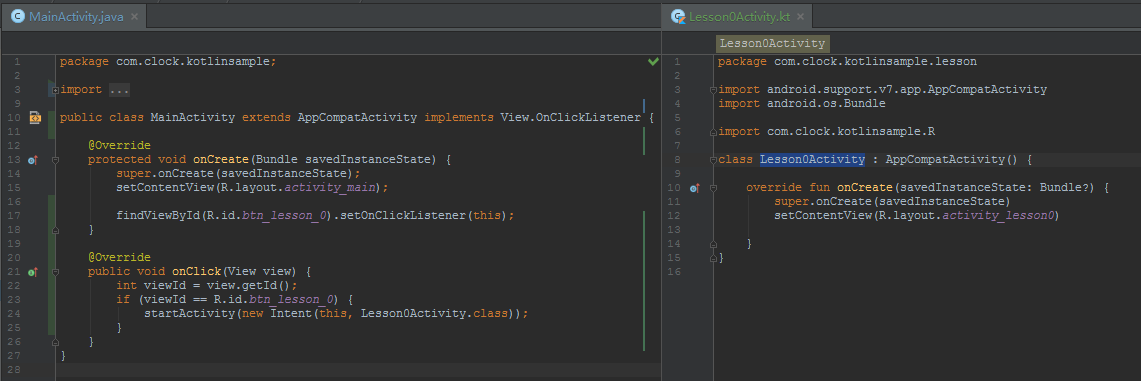 MainActivity.java
1 package com.clock.kotlinsample;
2
3 import ...
9
10 public class MainActivity extends AppCompatActivity implements View.OnClickListener {
11
12 @Override
13 protected void onCreate(Bundle savedInstanceState) {
14 super.onCreate(savedInstanceState);
15 setContentView(R.layout.activity_main);
16
17 findViewById(R.id.btn_lesson_0).setOnClickListener(this);
18 }
19
20 @Override
21 public void onClick(View view) {
22 int viewId = view.getId();
23 if (viewId == R.id.btn_lesson_0) {
24 startActivity(new Intent(this, Lesson0Activity.class));
25 }
26 }
27 }
28
Lesson0Activity.kt
Lesson0Activity
1 package com.clock.kotlinsample.lesson
2
3 import android.support.v7.app.AppCompatActivity
4 import android.os.Bundle
5
6 import com.clock.kotlinsample.R
7
8 class Lesson0Activity : AppCompatActivity() {
9
10 override fun onCreate(savedInstanceState: Bundle?) {
11 super.onCreate(savedInstanceState)
12 setContentView(R.layout.activity_lesson0)
13
14 }
15 }
16